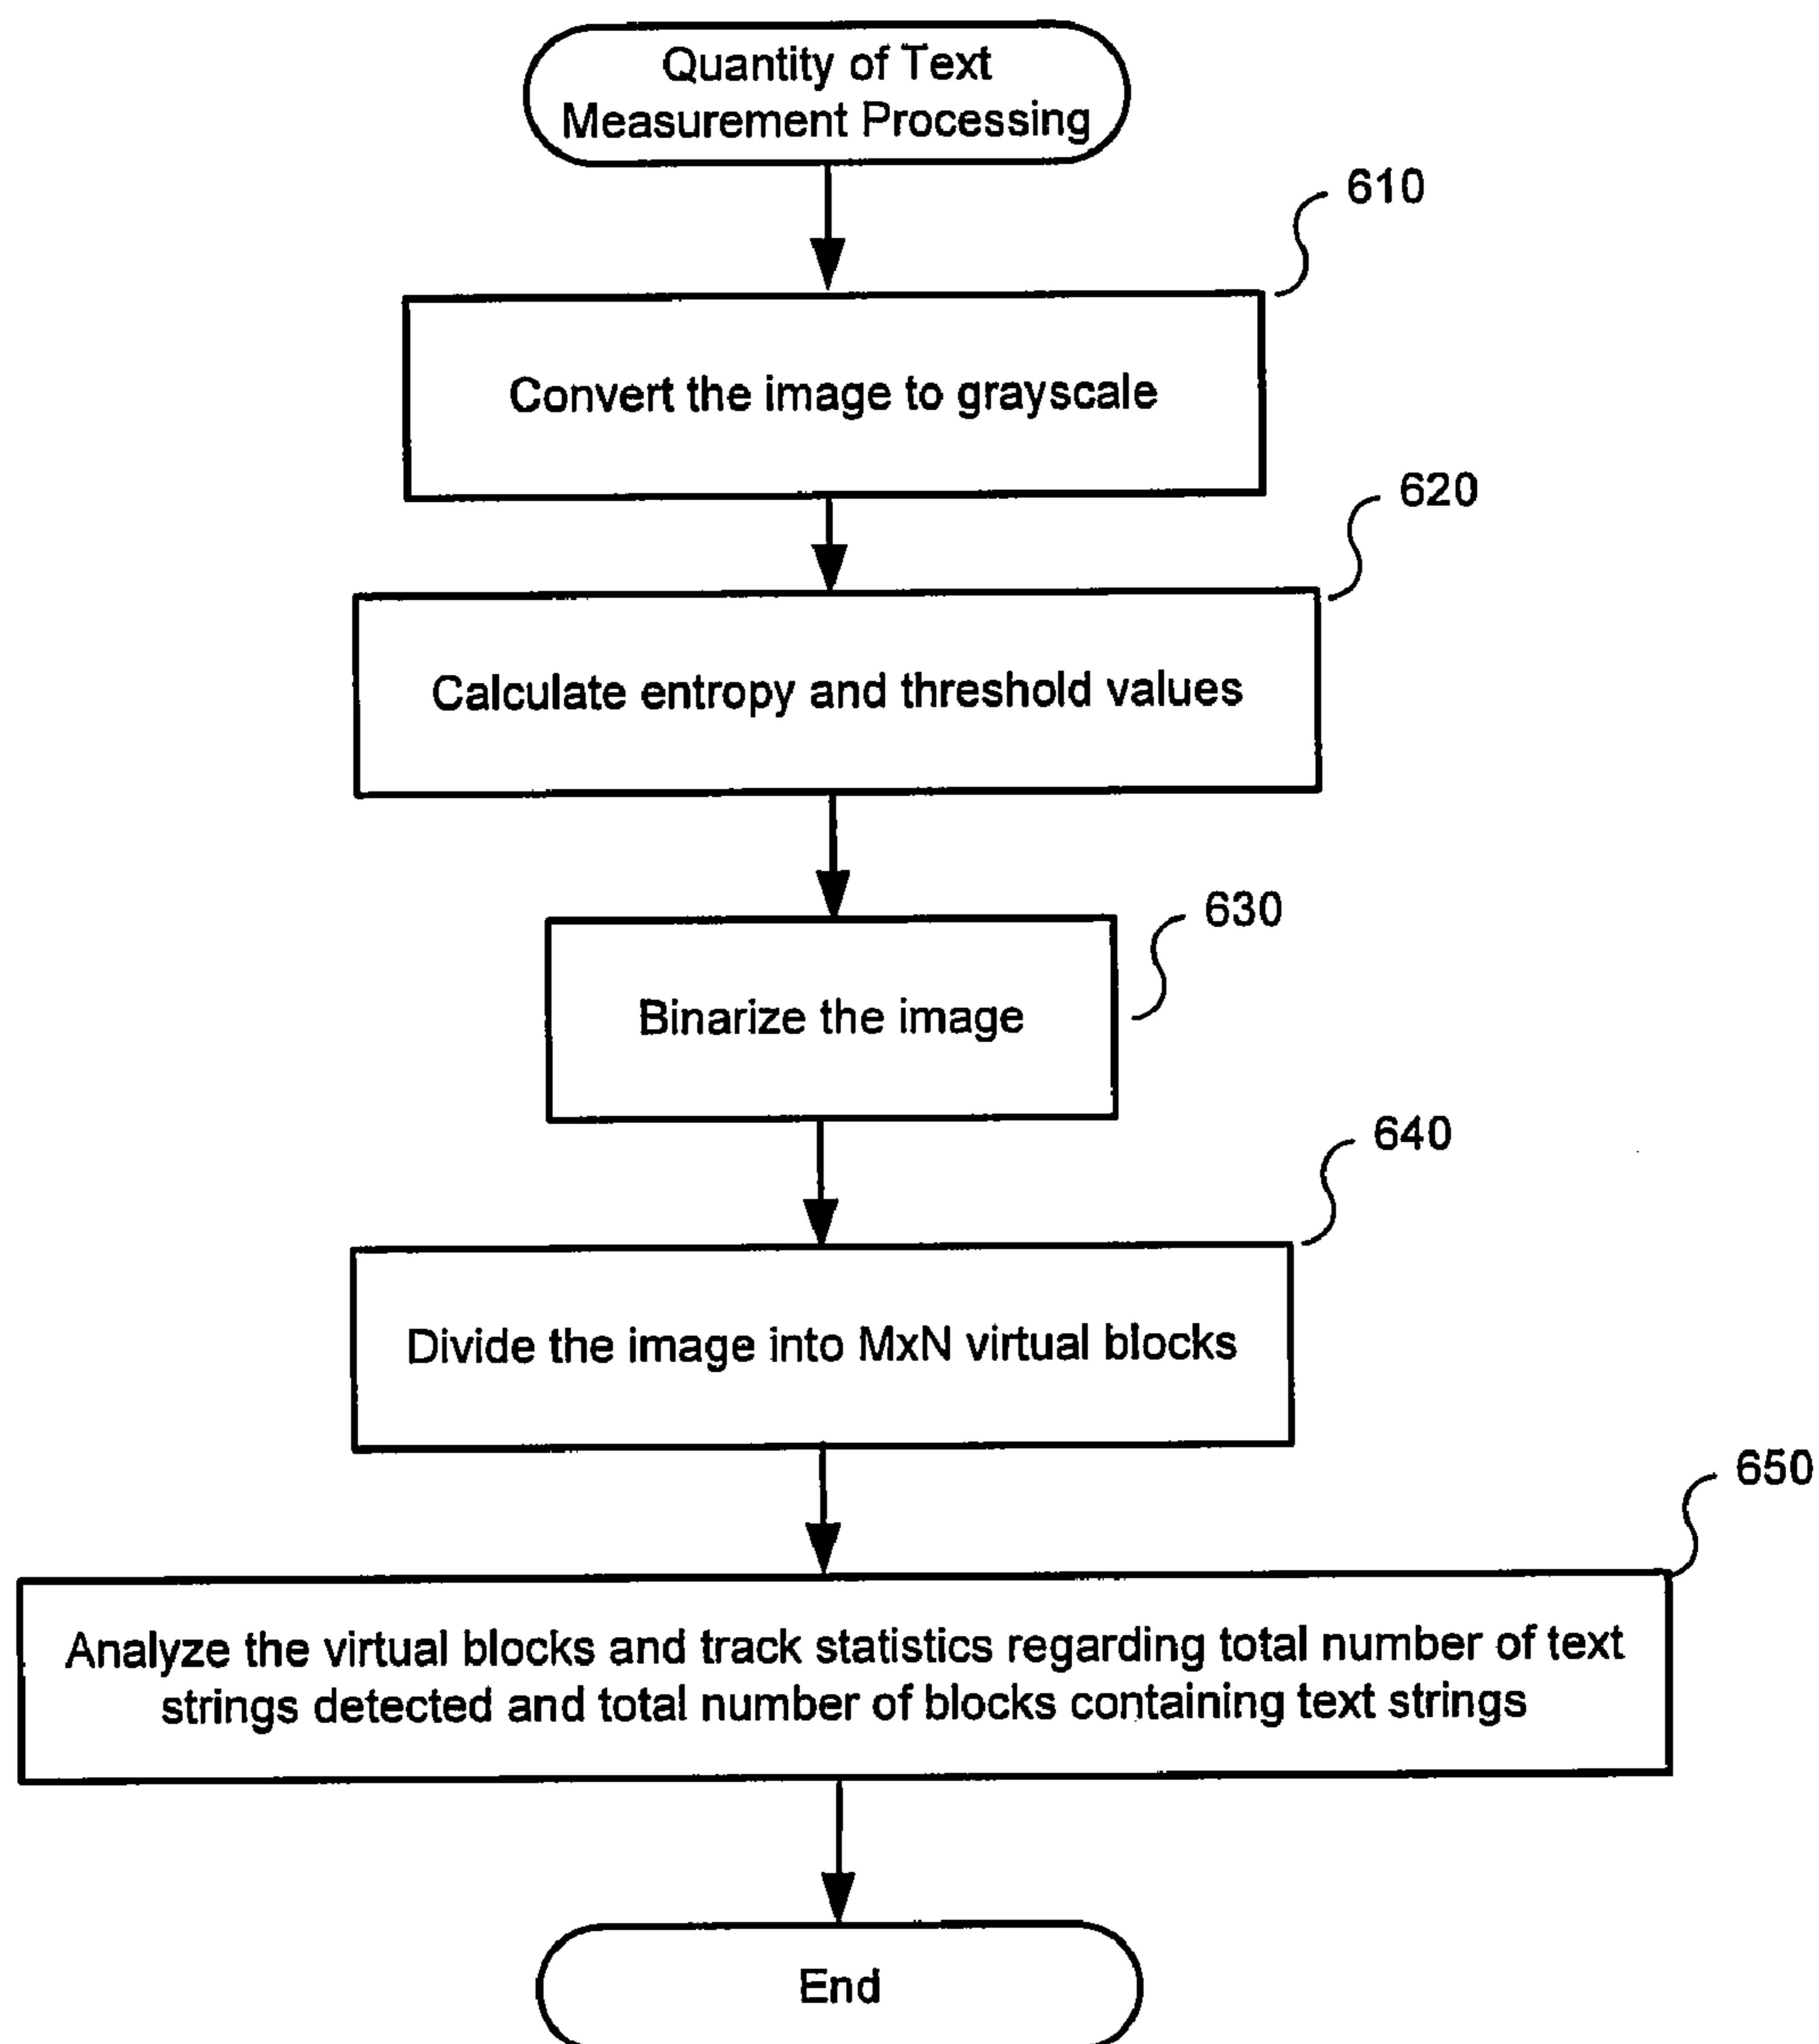 Quantity of Text
Measurement Processing
610
Convert the image to grayscale
620
Calculate entropy and threshold values
630
Binarize the image
640
Divide the image into MxN virtual blocks
650
Analyze the virtual blocks and track statistics regarding total number of text
strings detected and total number of blocks containing text strings
End